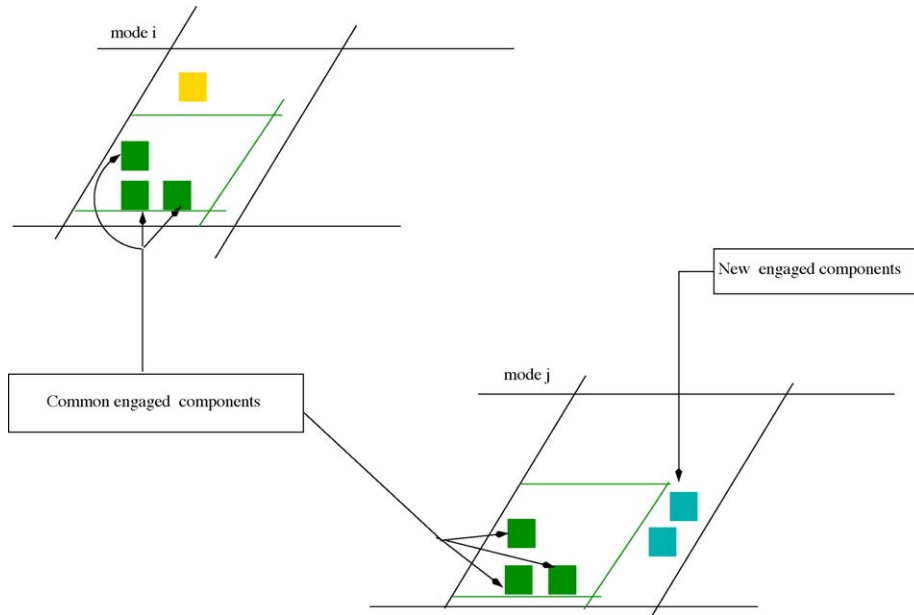 mode i
New engaged components
mode j
Common engaged components